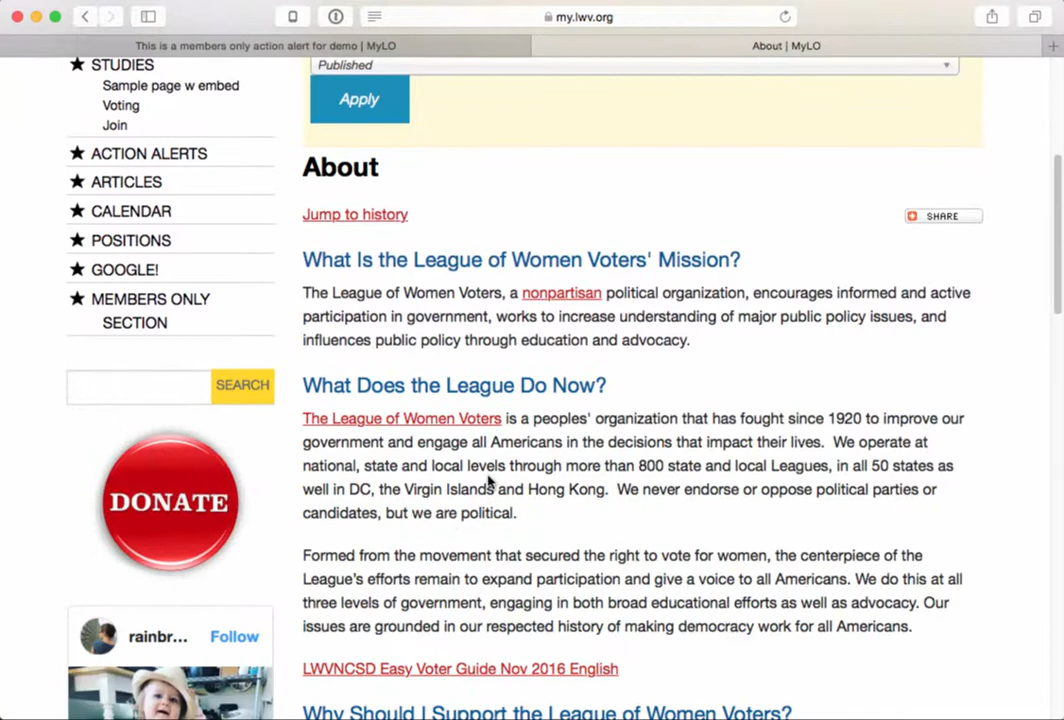 my.lwv.org
This is a members only action alert for demo | MyLO
About | MyLO
STUDIES
Sample page w embed
Voting
Join
ACTION ALERTS
ARTICLES
CALENDAR
POSITIONS
GOOGLE!
MEMBERS ONLY
SECTION
SEARCH
DONATE
rainbr...
Follow
Published
Apply
About
Jump to history
SHARE
What Is the League of Women Voters' Mission?
The League of Women Voters, a nonpartisan political organization, encourages informed and active
participation in government, works to increase understanding of major public policy issues, and
influences public policy through education and advocacy.
What Does the League Do Now?
The League of Women Voters is a peoples' organization that has fought since 1920 to improve our
government and engage all Americans in the decisions that impact their lives.  We operate at
national, state and local levels through more than 800 state and local Leagues, in all 50 states as
well in DC, the Virgin Islands and Hong Kong.  We never endorse or oppose political parties or
candidates, but we are political.
Formed from the movement that secured the right to vote for women, the centerpiece of the
League's efforts remain to expand participation and give a voice to all Americans. We do this at all
three levels of government, engaging in both broad educational efforts as well as advocacy. Our
issues are grounded in our respected history of making democracy work for all Americans.
LWVNCSD Easy Voter Guide Nov 2016 English
Why Should I Support the League of Women Voters?